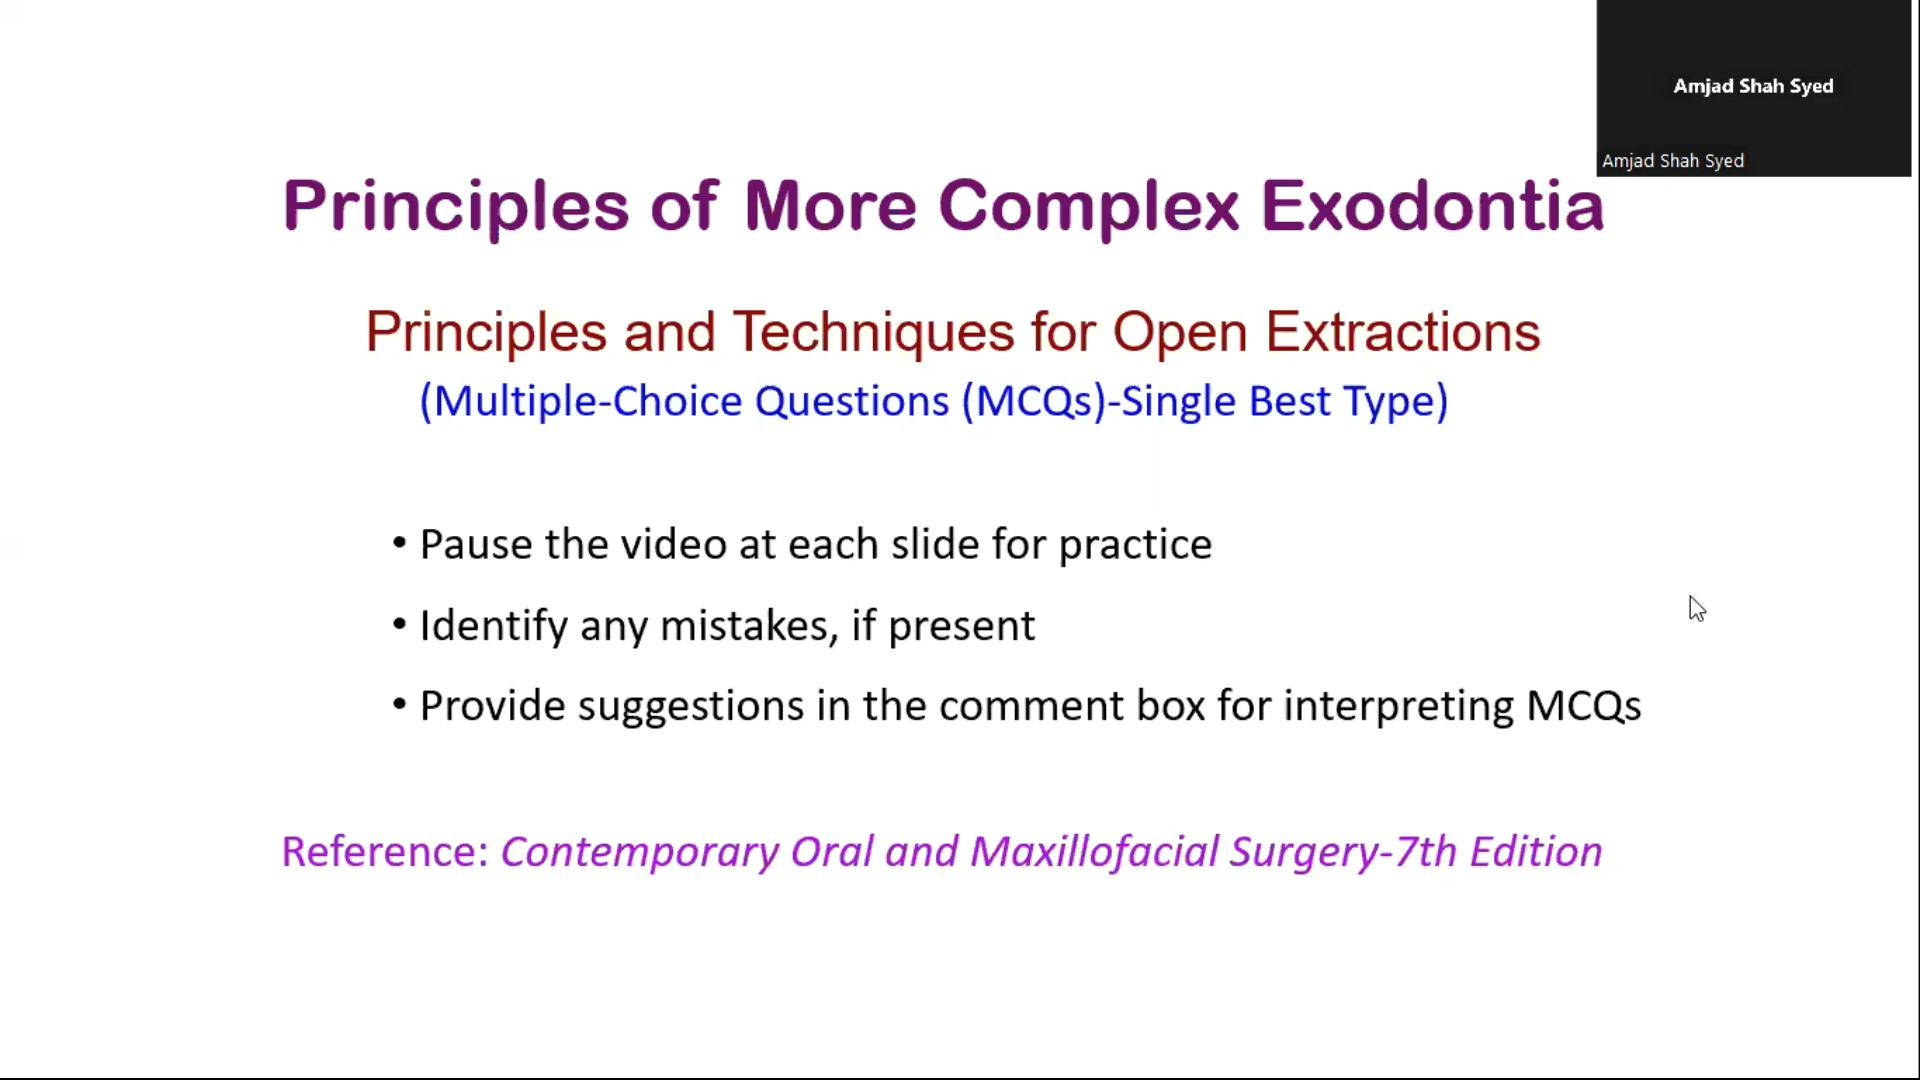 Amjad Shah Syed
Amjad Shah Syed
Principles of More Complex Exodontia
Principles and Techniques for Open Extractions
(Multiple-Choice Questions (MCQs)-Single Best Type)
• Pause the video at each slide for practice
• Identify any mistakes, if present
• Provide suggestions in the comment box for interpreting MCQs
Reference: Contemporary Oral and Maxillofacial Surgery-7th Edition